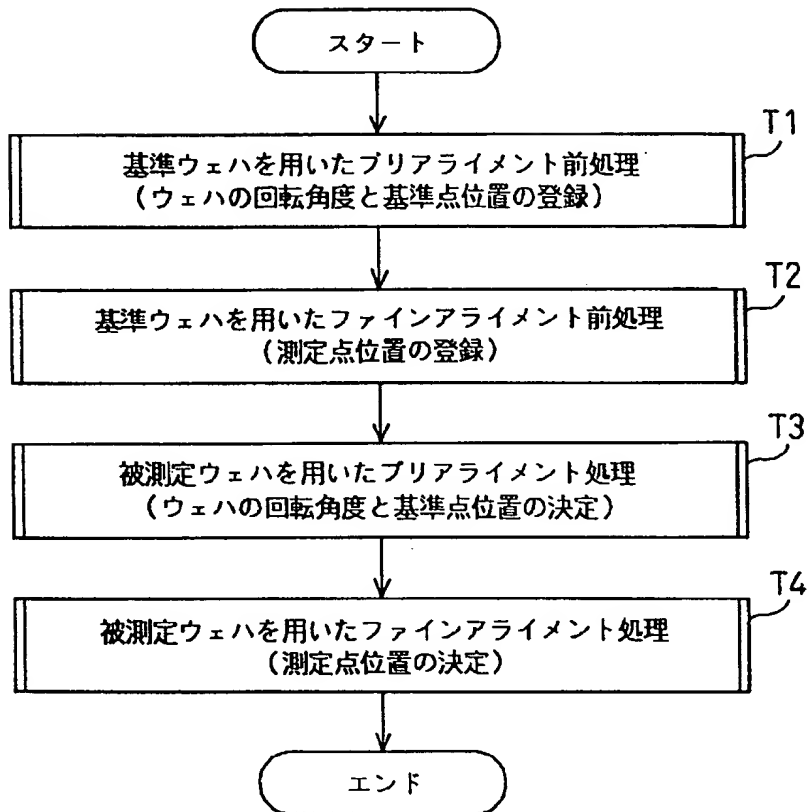 スタート
T1
基準ウェハを用いたプリアライメント前処理
(ウェハの回転角度と基準点位置の登録)
T2
基準ウェハを用いたファインアライメント前処理
(測定点位置の登録)
T3
被測定ウェハを用いたプリアライメント処理
(ウェハの回転角度と基準点位置の決定)
T4
被測定ウェハを用いたファインアライメント処理
(測定点位置の決定)
エンド